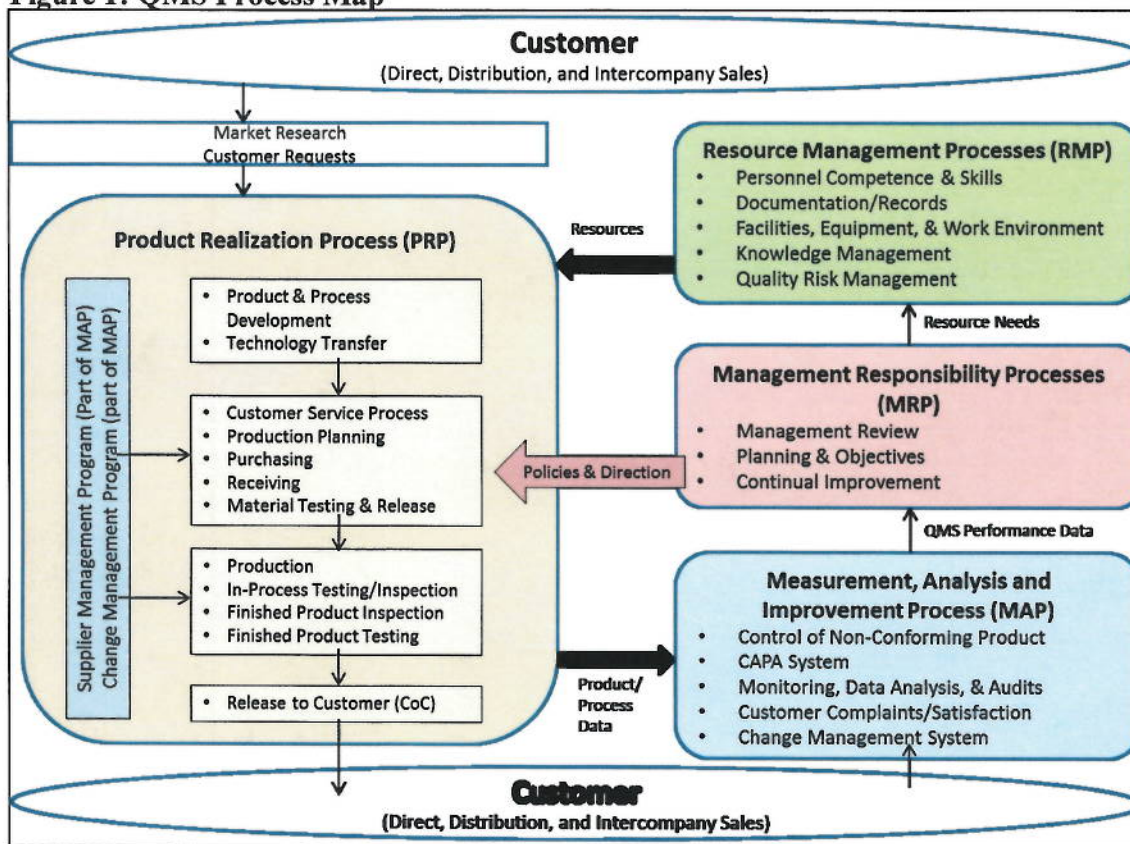 Figure 1: QMS Process Map
Customer
(Direct, Distribution, and Intercompany Sales)
Market Research
Customer Requests
Product Realization Process (PRP)
Supplier Management Program (Part of MAP)
Change Management Program (part of MAP)
• Product & Process
Development
• Technology Transfer
• Customer Service Process
• Production Planning
• Purchasing
• Receiving
• Material Testing & Release
• Production
• In-Process Testing/Inspection
• Finished Product Inspection
• Finished Product Testing
• Release to Customer (CoC)
Resources
Policies & Direction
Product/
Process
Data
Resource Management Processes (RMP)
• Personnel Competence & Skills
• Documentation/Records
• Facilities, Equipment, & Work Environment
• Knowledge Management
• Quality Risk Management
Resource Needs
Management Responsibility Processes
(MRP)
• Management Review
• Planning & Objectives
• Continual Improvement
QMS Performance Data
Measurement, Analysis and
Improvement Process (MAP)
• Control of Non-Conforming Product
• CAPA System
• Monitoring, Data Analysis, & Audits
• Customer Complaints/Satisfaction
• Change Management System
Customer
(Direct, Distribution, and Intercompany Sales)